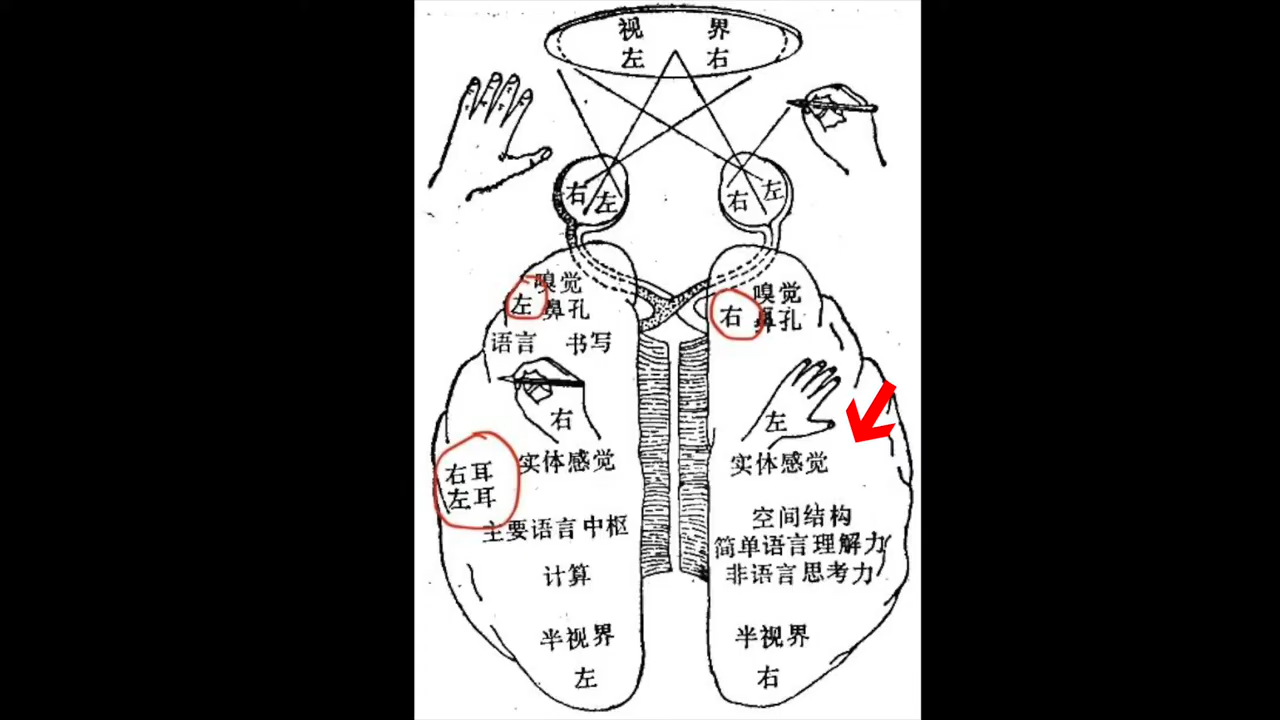 视 界
左 右
右 左
右 左
嗅觉
左 鼻孔
语言 书写
右
右耳
左耳
实体感觉
主要语言中枢
计算
半视界
左
嗅觉
右 鼻孔
左
实体感觉
空间结构
简单语言理解力
非语言思考力
半视界
右